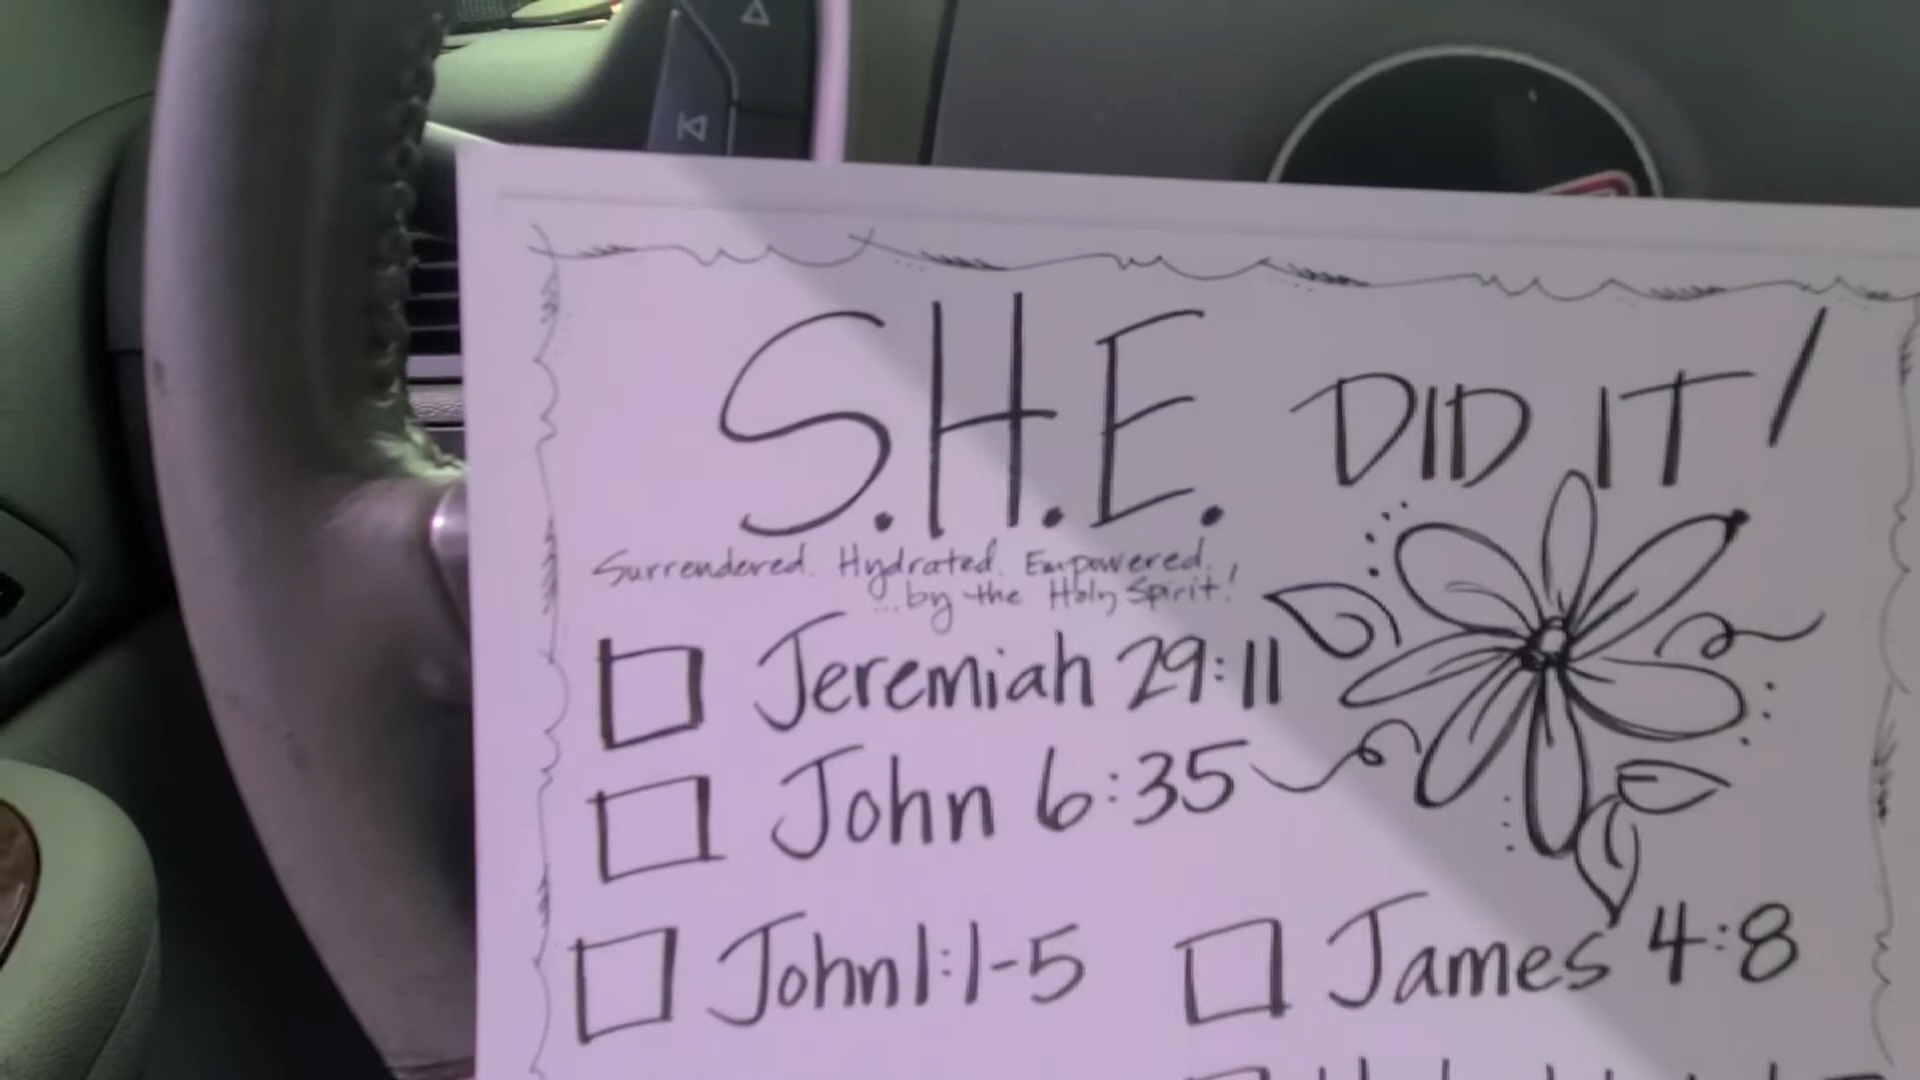 S.H.E. DID IT!
Surrendered. Hydrated. Empowered.
...by the Holy Spirit!
Jeremiah 29:11
John 6:35
John 1:1-5
James 4:8